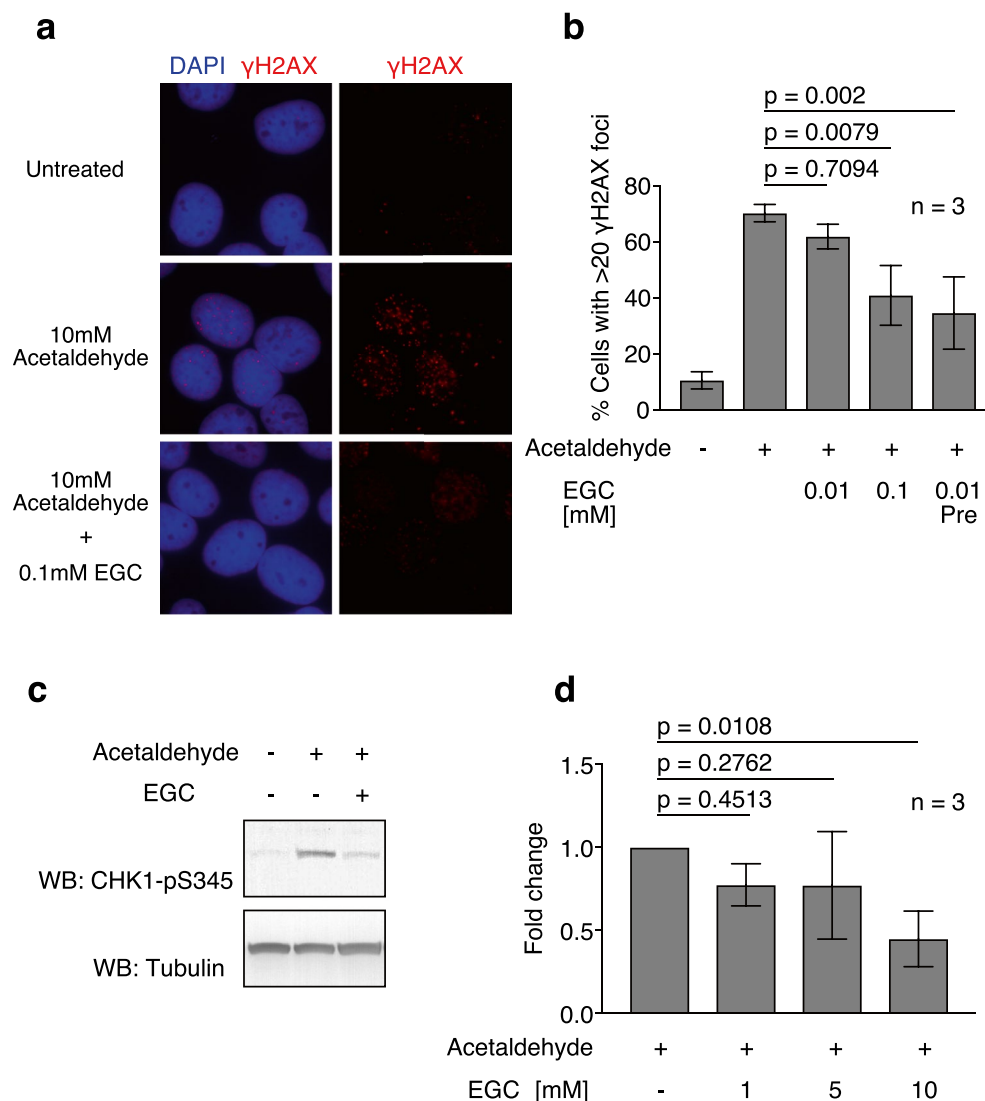 a
DAPI γH2AX γH2AX
Untreated
10mM
Acetaldehyde
10mM
Acetaldehyde
+
0.1mM EGC
b
p = 0.002
p = 0.0079
p = 0.7094
n = 3
% Cells with >20 γH2AX foci
80
60
40
20
0
Acetaldehyde - + + + +
EGC 0.01 0.1 0.01
[mM] Pre
c
Acetaldehyde - + +
EGC - - +
WB: CHK1-pS345
WB: Tubulin
d
p = 0.0108
p = 0.2762
p = 0.4513
n = 3
Fold change
1.5
1.0
0.5
0.0
Acetaldehyde + + + +
EGC [mM] - 1 5 10